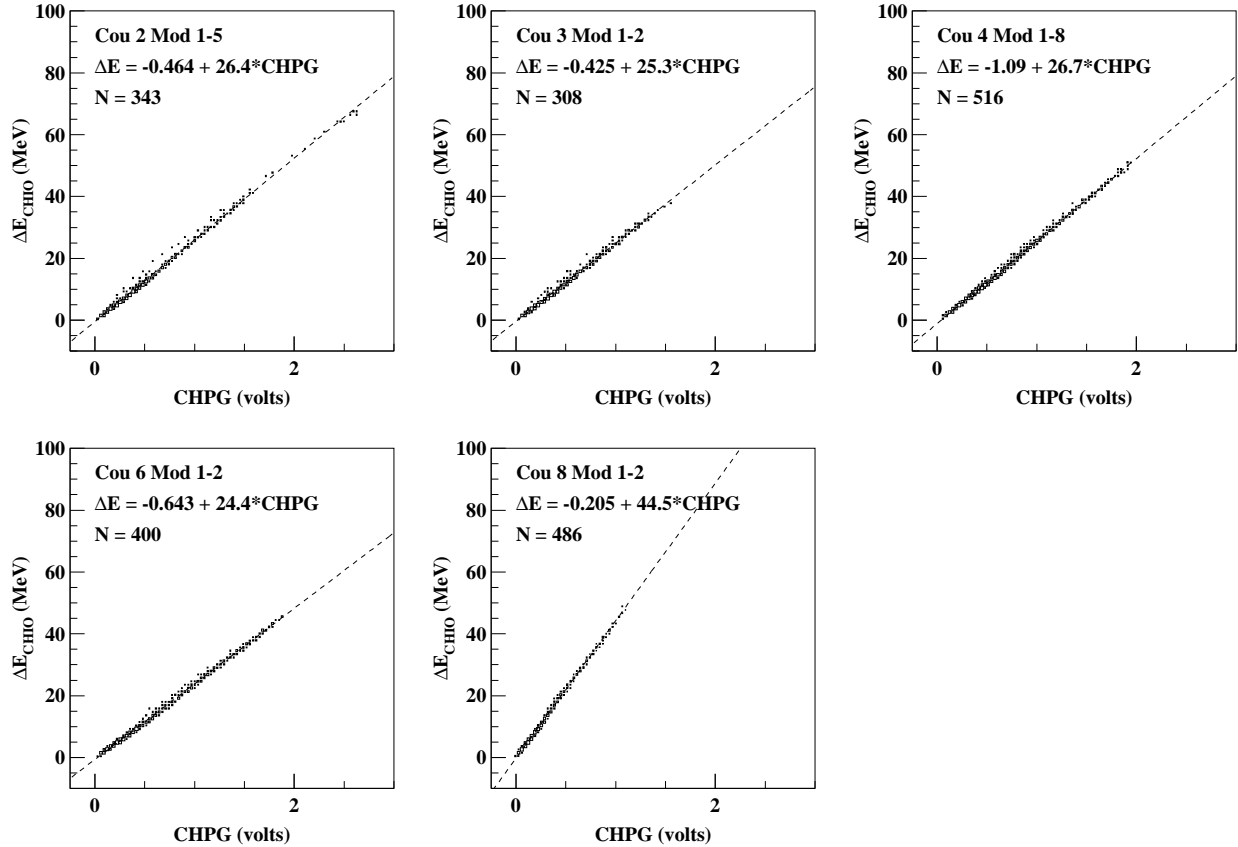 100
80
60
40
20
0
ΔE_CHIO (MeV)
Cou 2 Mod 1-5
ΔE = -0.464 + 26.4*CHPG
N = 343
0
2
CHPG (volts)
100
80
60
40
20
0
ΔE_CHIO (MeV)
Cou 3 Mod 1-2
ΔE = -0.425 + 25.3*CHPG
N = 308
0
2
CHPG (volts)
100
80
60
40
20
0
ΔE_CHIO (MeV)
Cou 4 Mod 1-8
ΔE = -1.09 + 26.7*CHPG
N = 516
0
2
CHPG (volts)
100
80
60
40
20
0
ΔE_CHIO (MeV)
Cou 6 Mod 1-2
ΔE = -0.643 + 24.4*CHPG
N = 400
0
2
CHPG (volts)
100
80
60
40
20
0
ΔE_CHIO (MeV)
Cou 8 Mod 1-2
ΔE = -0.205 + 44.5*CHPG
N = 486
0
2
CHPG (volts)